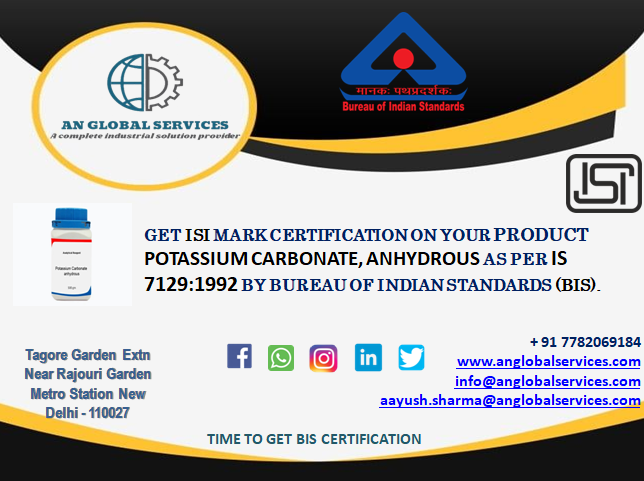 AN GLOBAL SERVICES
A complete industrial solution provider
मानकः पथप्रदर्शकः
Bureau of Indian Standards
ISI
GET ISI MARK CERTIFICATION ON YOUR PRODUCT
POTASSIUM CARBONATE, ANHYDROUS AS PER IS
7129:1992 BY BUREAU OF INDIAN STANDARDS (BIS).
Potassium Carbonate
anhydrous
Tagore Garden Extn
Near Rajouri Garden
Metro Station New
Delhi - 110027
+ 91 7782069184
www.anglobalservices.com
info@anglobalservices.com
aayush.sharma@anglobalservices.com
TIME TO GET BIS CERTIFICATION